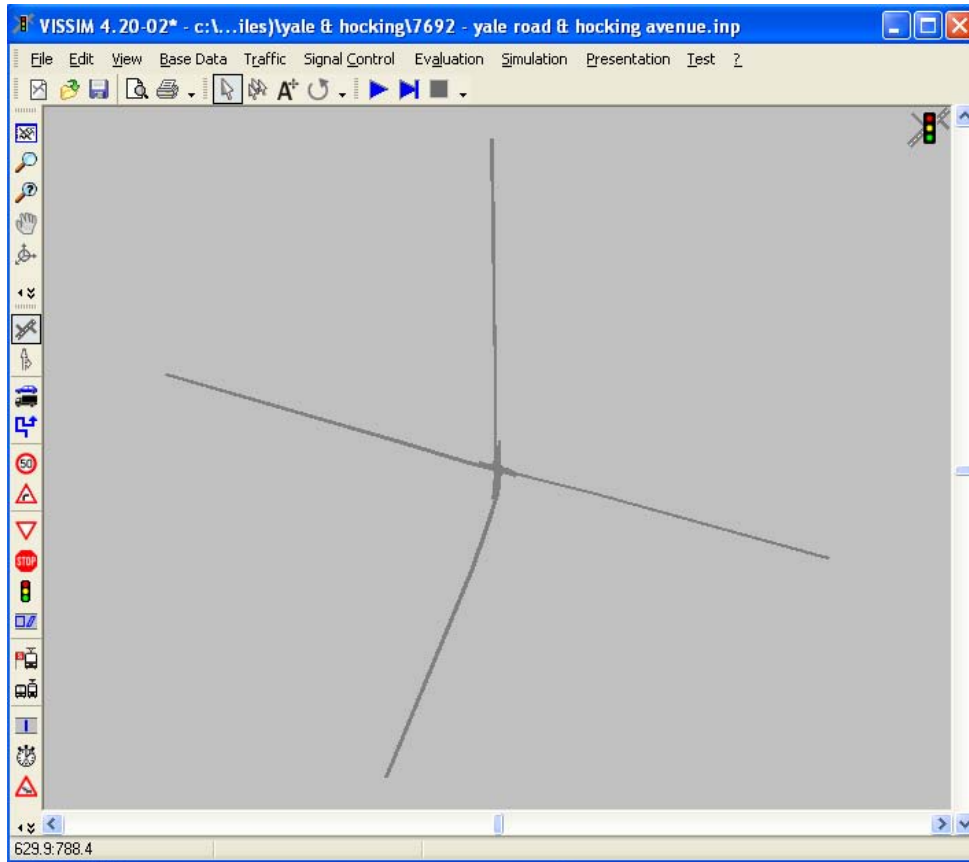 VISSIM 4.20-02* - c:\...iles)\yale & hocking\7692 - yale road & hocking avenue.inp
File Edit View Base Data Traffic Signal Control Evaluation Simulation Presentation Test ?
A+
50
STOP
629.9:788.4